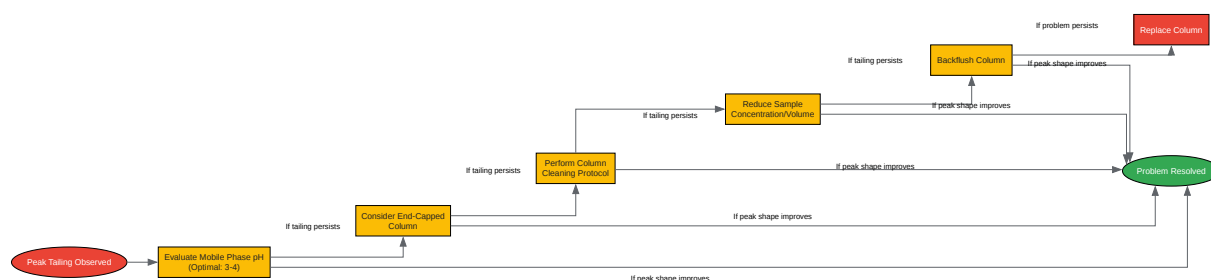 Peak Tailing Observed
Evaluate Mobile Phase pH
(Optimal: 3-4)
If tailing persists
Consider End-Capped
Column
If tailing persists
Perform Column
Cleaning Protocol
If tailing persists
Reduce Sample
Concentration/Volume
If tailing persists
Backflush Column
If problem persists
Replace Column
If peak shape improves
If peak shape improves
If peak shape improves
If peak shape improves
If peak shape improves
Problem Resolved